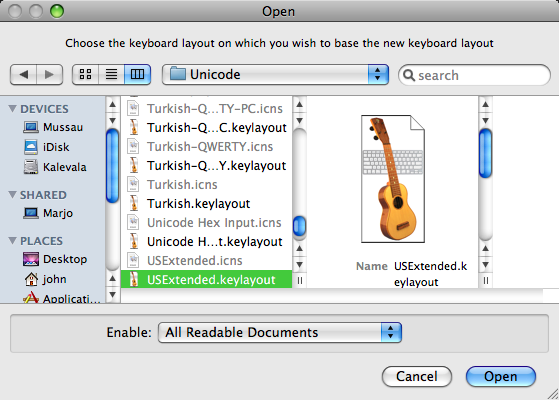 Open
Choose the keyboard layout on which you wish to base the new keyboard layout
Unicode
search
DEVICES
Mussau
iDisk
Kalevala
SHARED
Marjo
PLACES
Desktop
john
Applicati...
Turkish-Q...TY-PC.icns
Turkish-Q...C.keylayout
Turkish-QWERTY.icns
Turkish-Q...Y.keylayout
Turkish.icns
Turkish.keylayout
Unicode Hex Input.icns
Unicode H...t.keylayout
USExtended.icns
USExtended.keylayout
Name USExtended.k
eylayout
Enable: All Readable Documents
Cancel
Open